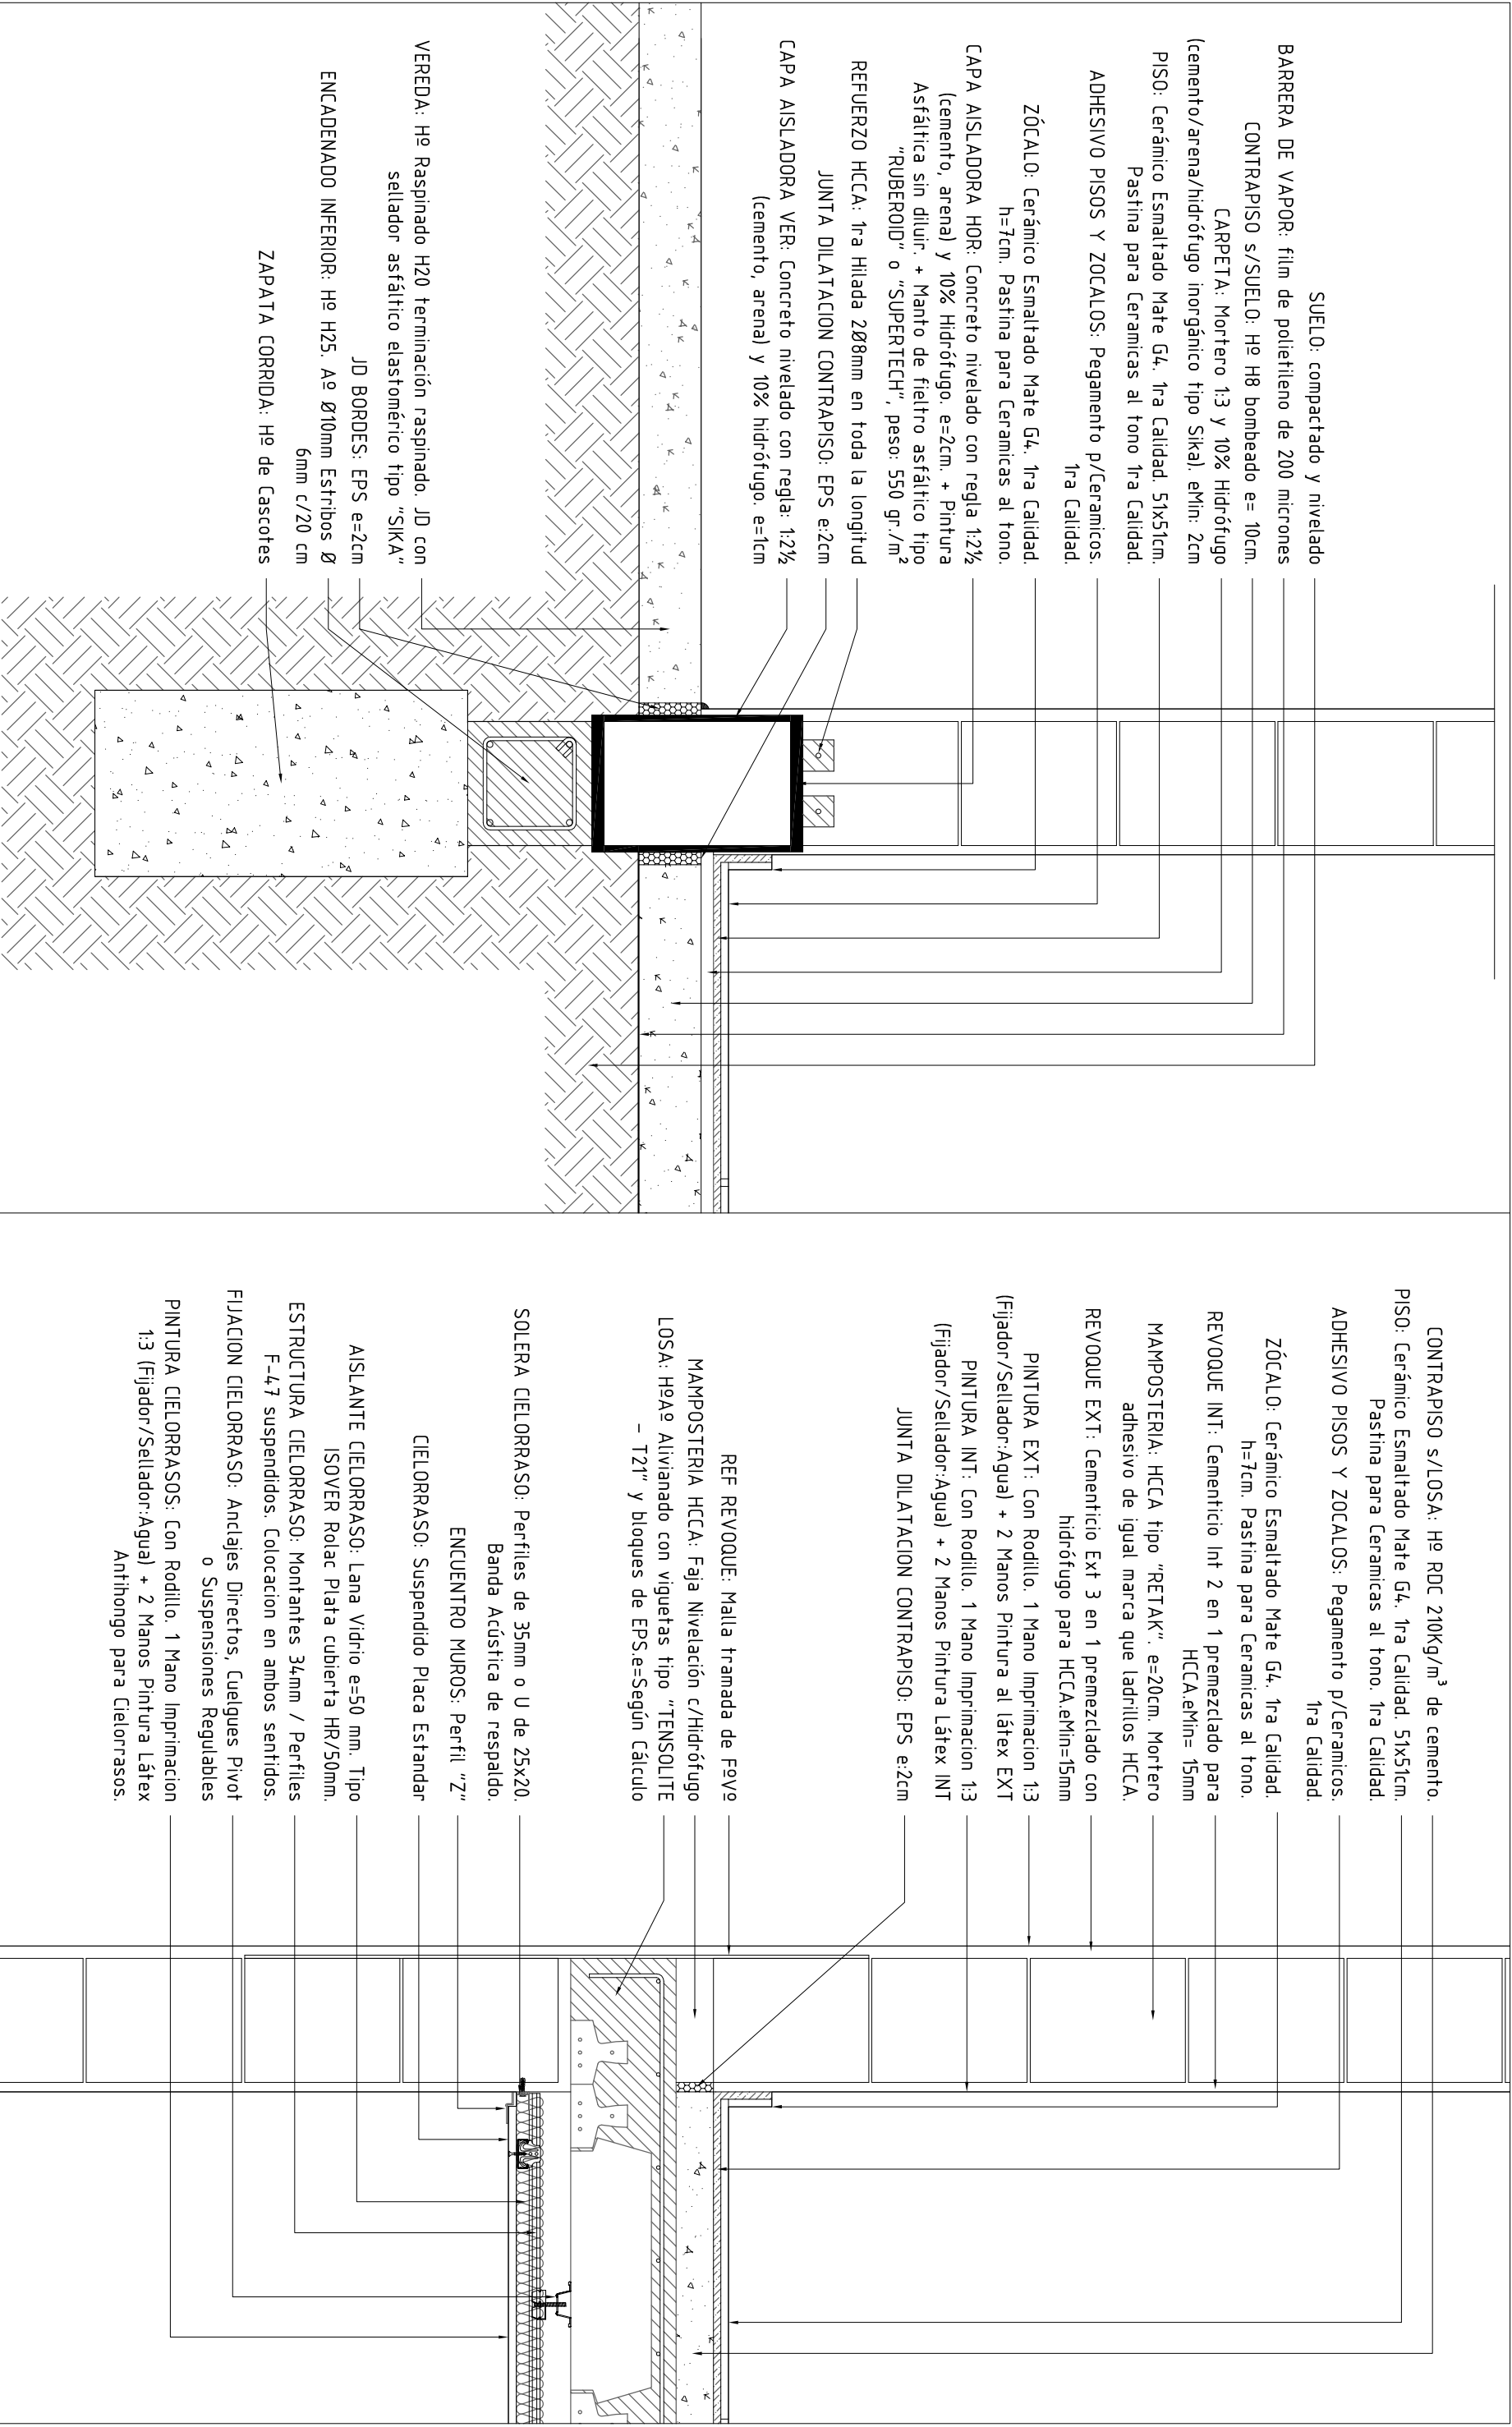 SUELO: compactado y nivelado
BARRERA DE VAPOR: film de polietileno de 200 micrones
CONTRAPISO s/SUELO: Hº H8 bombeado e= 10cm.
CARPETA: Mortero 1:3 y 10% Hidrófugo
(cemento/arena/hidrófugo inorgánico tipo Sika). eMin: 2cm
PISO: Cerámico Esmaltado Mate G4. 1ra Calidad. 51x51cm.
Pastina para Ceramicas al tono 1ra Calidad.
ADHESIVO PISOS Y ZOCALOS: Pegamento p/Ceramicos.
1ra Calidad.
ZÓCALO: Cerámico Esmaltado Mate G4. 1ra Calidad.
h=7cm. Pastina para Ceramicas al tono.
CAPA AISLADORA HOR: Concreto nivelado con regla 1:2½
(cemento, arena) y 10% Hidrófugo. e=2cm. + Pintura
Asfáltica sin diluir. + Manto de fieltro asfáltico tipo
"RUBEROID" o "SUPERTECH", peso: 550 gr./m²
REFUERZO HCCA: 1ra Hilada 2Ø8mm en toda la longitud
JUNTA DILATACION CONTRAPISO: EPS e:2cm
CAPA AISLADORA VER: Concreto nivelado con regla: 1:2½
(cemento, arena) y 10% hidrófugo. e=1cm
VEREDA: Hº Raspinado H20 terminación raspinado. JD con
sellador asfáltico elastomérico tipo "SIKA"
JD BORDES: EPS e=2cm
ENCADENADO INFERIOR: Hº H25. Aº Ø10mm Estribos Ø
6mm c/20 cm
ZAPATA CORRIDA: Hº de Cascotes
CONTRAPISO s/LOSA: Hº RDC 210Kg/m³ de cemento.
PISO: Cerámico Esmaltado Mate G4. 1ra Calidad. 51x51cm.
Pastina para Ceramicas al tono. 1ra Calidad.
ADHESIVO PISOS Y ZOCALOS: Pegamento p/Ceramicos.
1ra Calidad.
ZÓCALO: Cerámico Esmaltado Mate G4. 1ra Calidad.
h=7cm. Pastina para Ceramicas al tono.
REVOQUE INT: Cementicio Int 2 en 1 premezclado para
HCCA.eMin= 15mm
MAMPOSTERIA: HCCA tipo "RETAK". e=20cm. Mortero
adhesivo de igual marca que ladrillos HCCA.
REVOQUE EXT: Cementicio Ext 3 en 1 premezclado con
hidrófugo para HCCA.eMin=15mm
PINTURA EXT: Con Rodillo. 1 Mano Imprimacion 1:3
(Fijador/Sellador:Agua) + 2 Manos Pintura al látex EXT
PINTURA INT: Con Rodillo. 1 Mano Imprimacion 1:3
(Fijador/Sellador:Agua) + 2 Manos Pintura Látex INT
JUNTA DILATACION CONTRAPISO: EPS e:2cm
REF REVOQUE: Malla tramada de FºVº
MAMPOSTERIA HCCA: Faja Nivelación c/Hidrófugo
LOSA: HºAº Alivianado con viguetas tipo "TENSOLITE
- T21" y bloques de EPS.e=Según Cálculo
SOLERA CIELORRASO: Perfiles de 35mm o U de 25x20.
Banda Acústica de respaldo.
ENCUENTRO MUROS: Perfil "Z"
CIELORRASO: Suspendido Placa Estandar
AISLANTE CIELORRASO: Lana Vidrio e=50 mm. Tipo
ISOVER Rolac Plata cubierta HR/50mm.
ESTRUCTURA CIELORRASO: Montantes 34mm / Perfiles
F-47 suspendidos. Colocacion en ambos sentidos.
FIJACION CIELORRASO: Anclajes Directos, Cuelgues Pivot
o Suspensiones Regulables
PINTURA CIELORRASOS: Con Rodillo. 1 Mano Imprimacion
1:3 (Fijador/Sellador:Agua) + 2 Manos Pintura Látex
Antihongo para Cielorrasos.